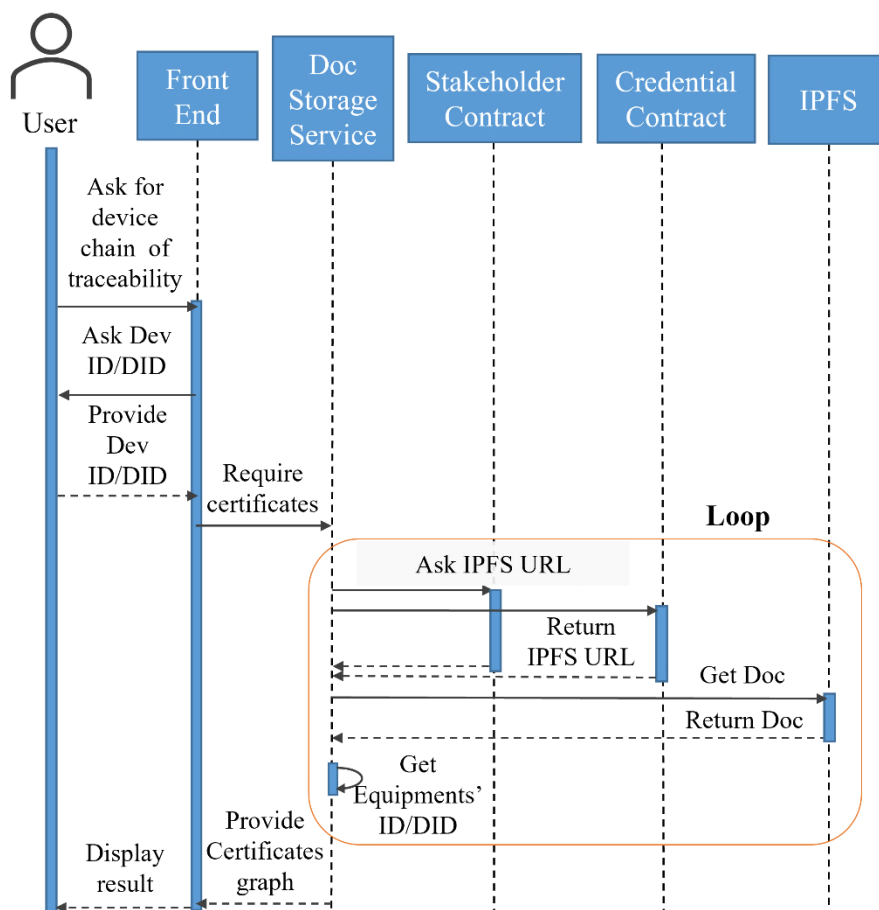 User
Front
End
Doc
Storage
Service
Stakeholder
Contract
Credential
Contract
IPFS
Ask for
device
chain of
traceability
Ask Dev
ID/DID
Provide
Dev
ID/DID
Require
certificates
Loop
Ask IPFS URL
Return
IPFS URL
Get Doc
Return Doc
Get
Equipments’
ID/DID
Provide
Certificates
graph
Display
result